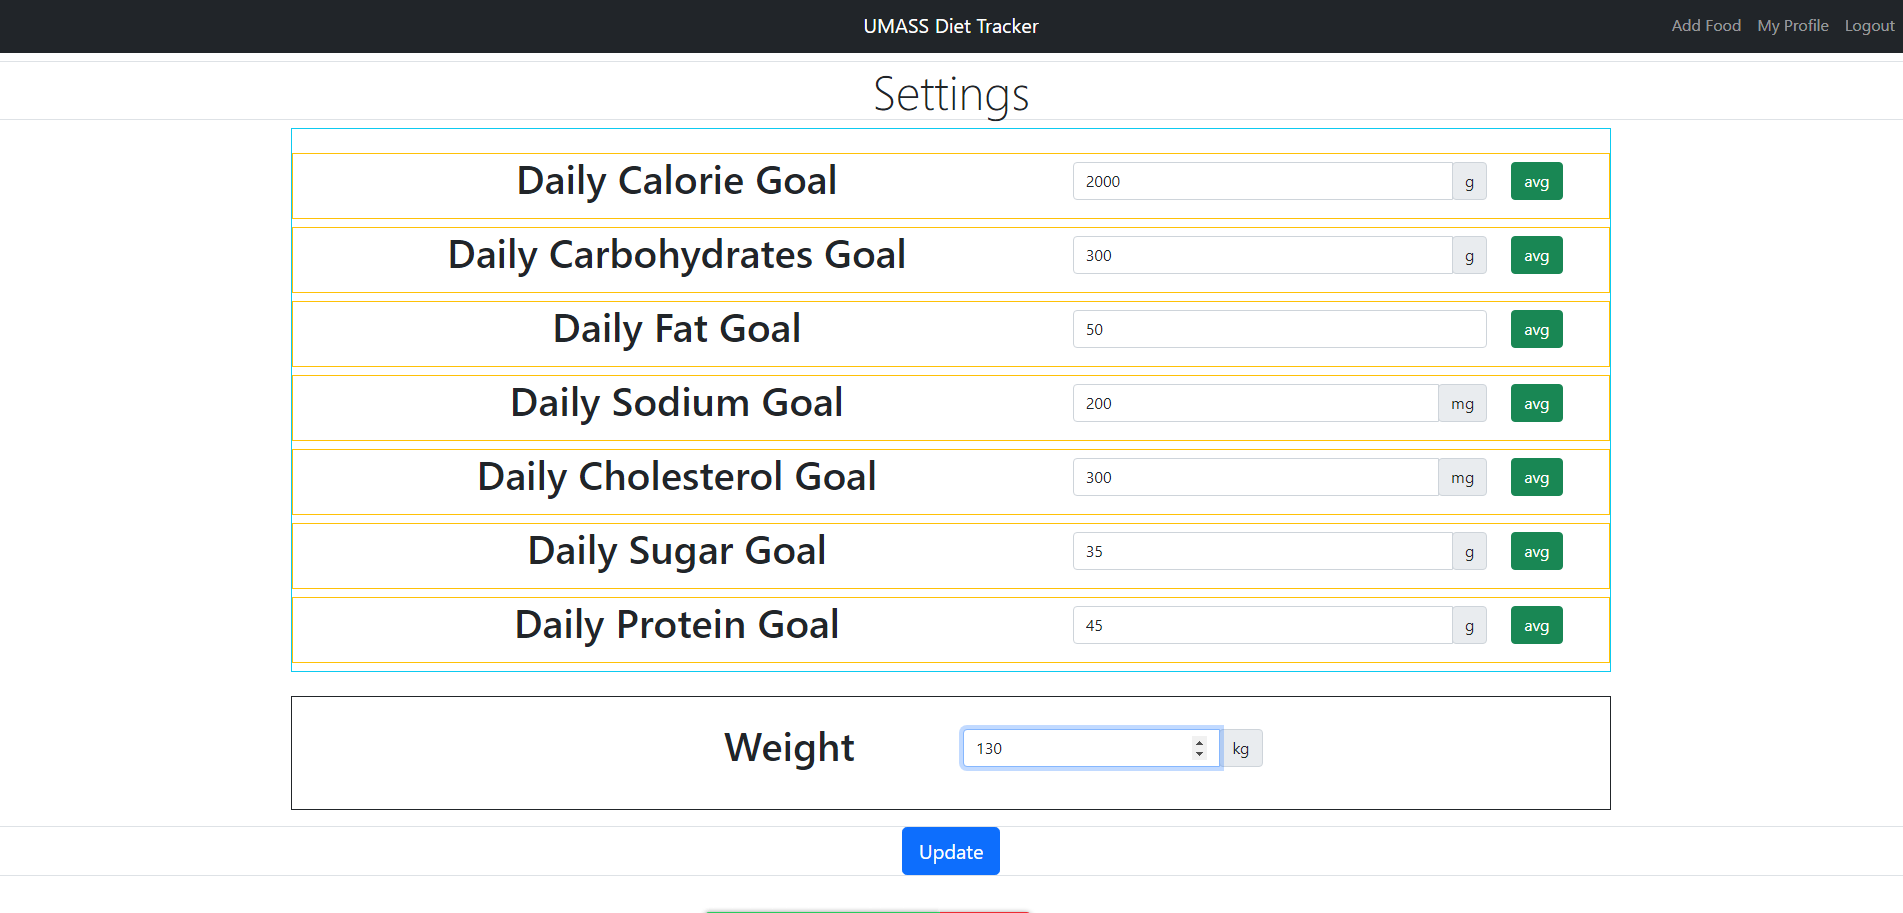 UMASS Diet Tracker
Add Food My Profile Logout
Settings
Daily Calorie Goal 2000 g avg
Daily Carbohydrates Goal 300 g avg
Daily Fat Goal 50 avg
Daily Sodium Goal 200 mg avg
Daily Cholesterol Goal 300 mg avg
Daily Sugar Goal 35 g avg
Daily Protein Goal 45 g avg
Weight 130 kg
Update